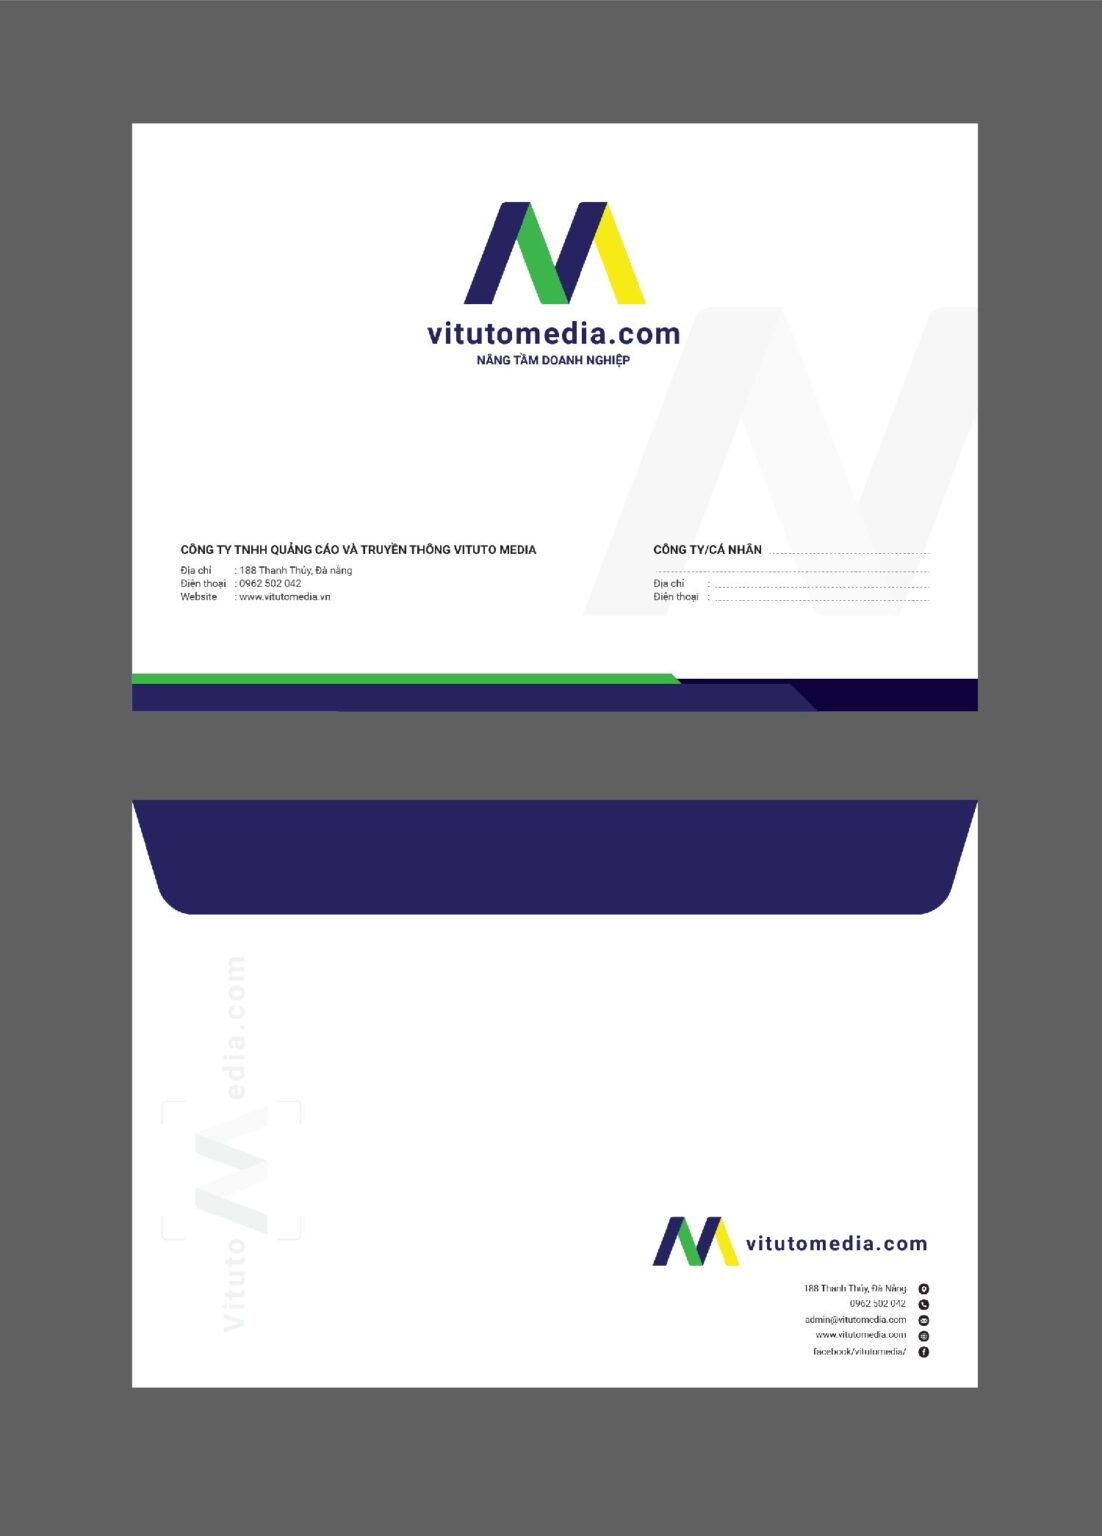 vitutomedia.com
NÂNG TẦM DOANH NGHIỆP
CÔNG TY TNHH QUẢNG CÁO VÀ TRUYỀN THÔNG VITUTO MEDIA
Địa chỉ : 188 Thanh Thủy, Đà nẵng
Điện thoại : 0962 502 042
Website : www.vitutomedia.vn
CÔNG TY/CÁ NHÂN
Địa chỉ :
Điện thoại :
Vituto Media.com
vitutomedia.com
188 Thanh Thủy, Đà Nẵng
0962 502 042
admin@vitutomedia.com
www.vitutomedia.com
facebook/vitutomedia/